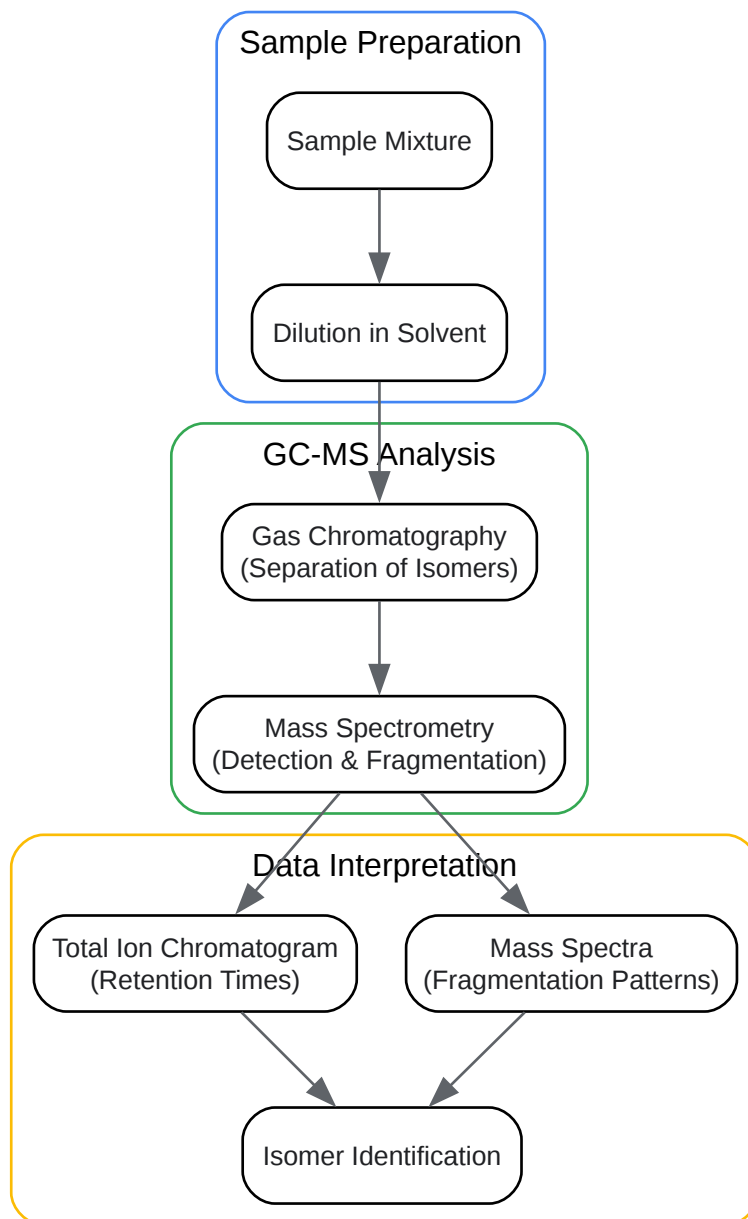 Sample Preparation
Sample Mixture
Dilution in Solvent
GC-MS Analysis
Gas Chromatography
(Separation of Isomers)
Mass Spectrometry
(Detection & Fragmentation)
Data Interpretation
Total Ion Chromatogram
(Retention Times)
Mass Spectra
(Fragmentation Patterns)
Isomer Identification